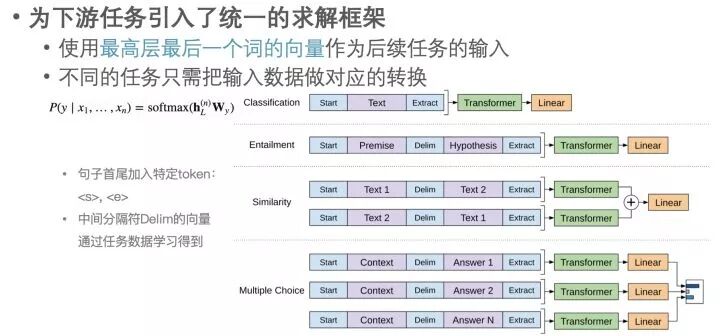 为下游任务引入了统一的求解框架
使用最高层最后一个词的向量作为后续任务的输入
不同的任务只需把输入数据做对应的转换
P(y | x1, … , xn) = softmax(h_L^(n) W_y)
句子首尾加入特定token:
<s>, <e>
中间分隔符Delim的向量
通过任务数据学习得到
Classification Start Text Extract Transformer Linear
Entailment Start Premise Delim Hypothesis Extract Transformer Linear
Similarity
Start Text 1 Delim Text 2 Extract Transformer
+ Linear
Start Text 2 Delim Text 1 Extract Transformer
Multiple Choice
Start Context Delim Answer 1 Extract Transformer Linear
Start Context Delim Answer 2 Extract Transformer Linear
Start Context Delim Answer N Extract Transformer Linear